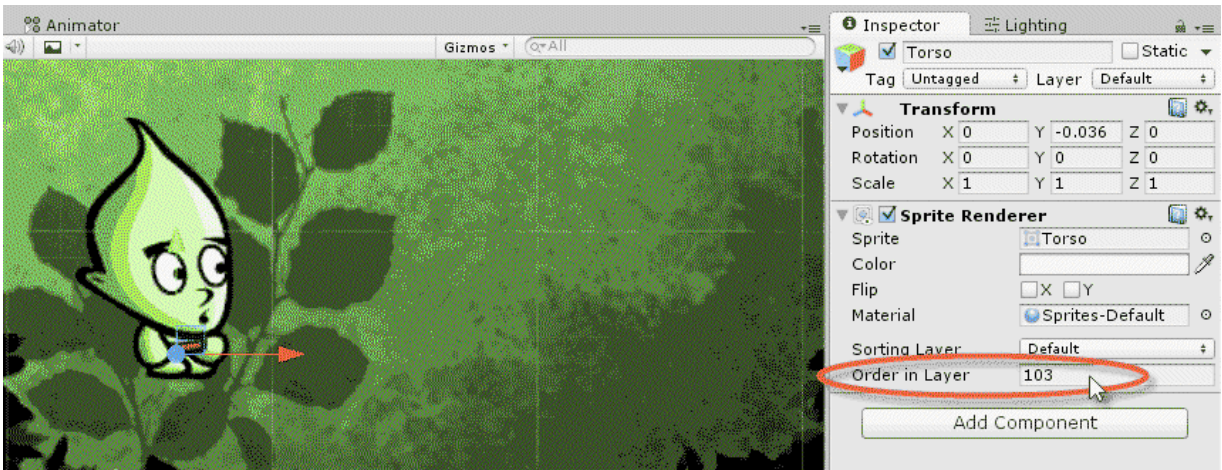 Animator
Gizmos
All
Inspector
Lighting
Torso
Static
Tag Untagged Layer Default
Transform
Position X 0 Y -0.036 Z 0
Rotation X 0 Y 0 Z 0
Scale X 1 Y 1 Z 1
Sprite Renderer
Sprite Torso
Color
Flip X Y
Material Sprites-Default
Sorting Layer Default
Order in Layer 103
Add Component